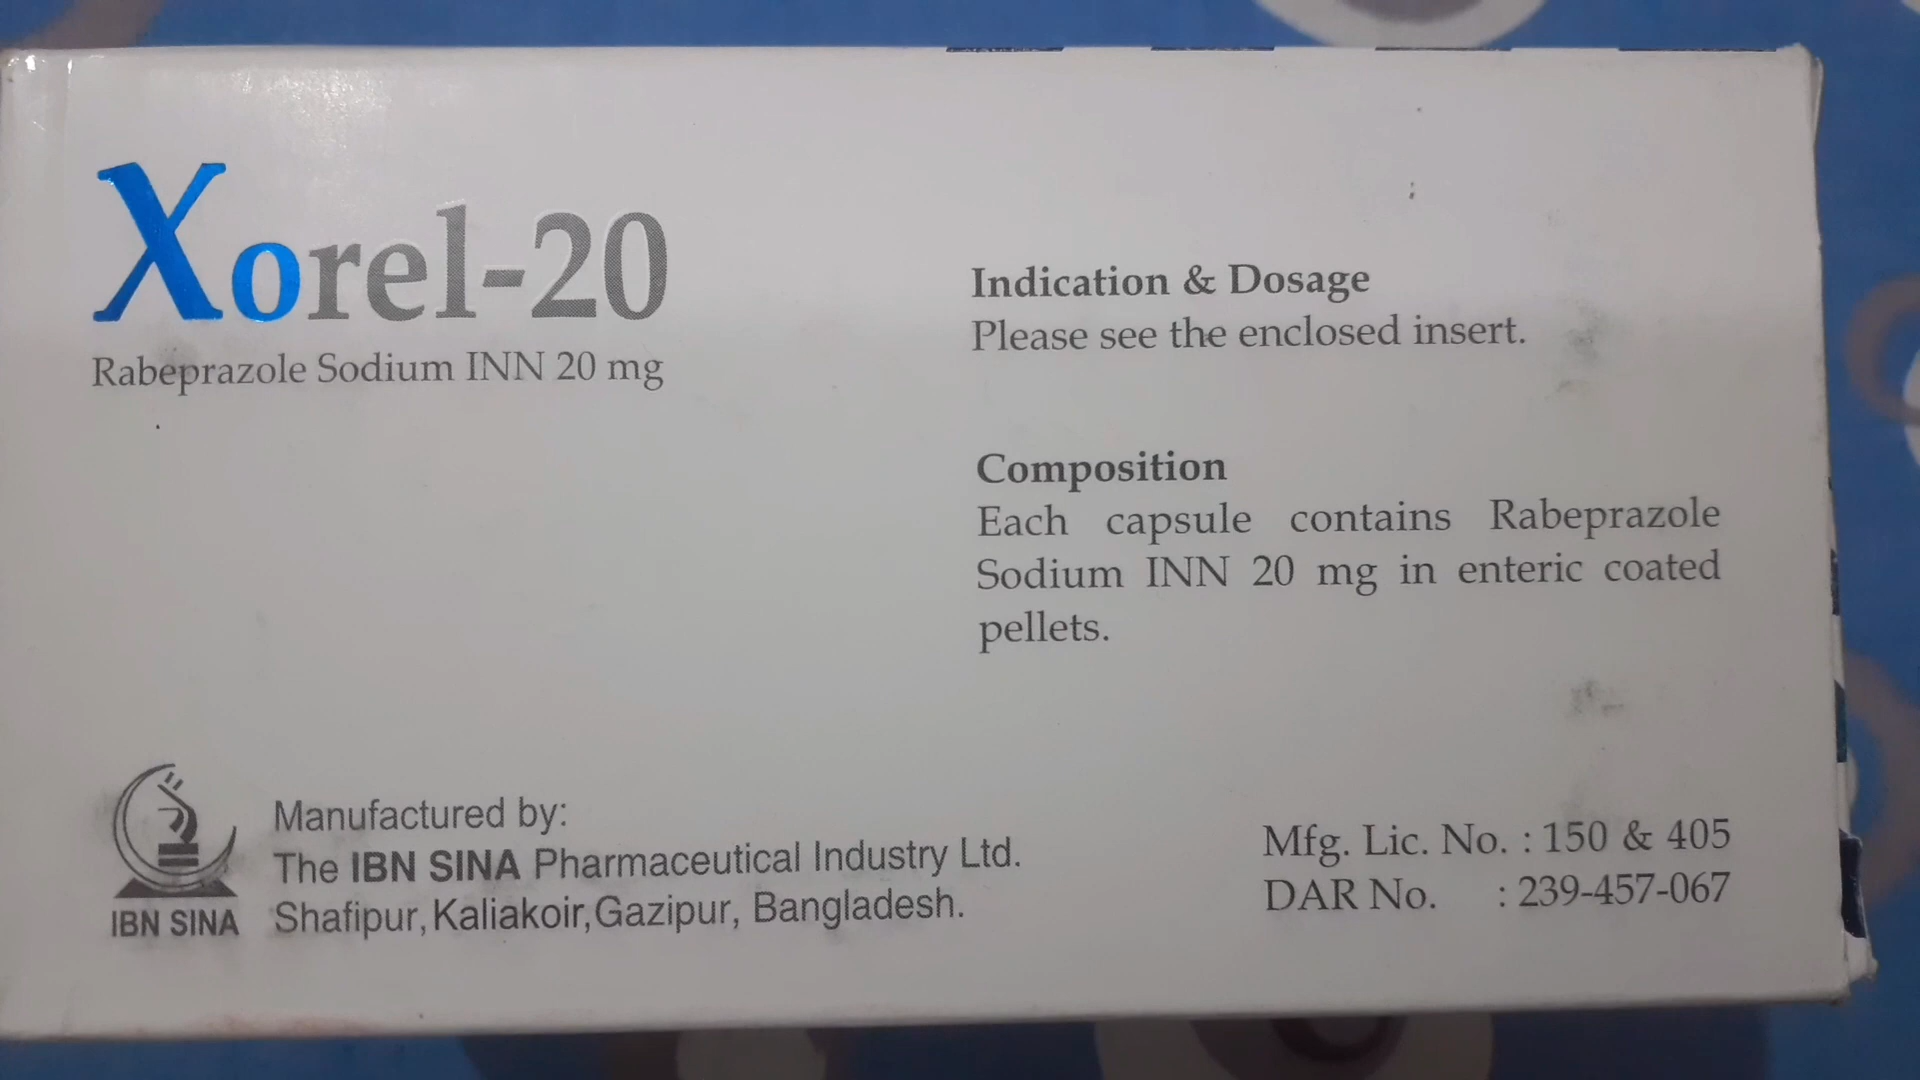 Xorel-20
Rabeprazole Sodium INN 20 mg
Indication & Dosage
Please see the enclosed insert.
Composition
Each capsule contains Rabeprazole
Sodium INN 20 mg in enteric coated
pellets.
IBN SINA
Manufactured by:
The IBN SINA Pharmaceutical Industry Ltd.
Shafipur, Kaliakoir, Gazipur, Bangladesh.
Mfg. Lic. No. : 150 & 405
DAR No. : 239-457-067